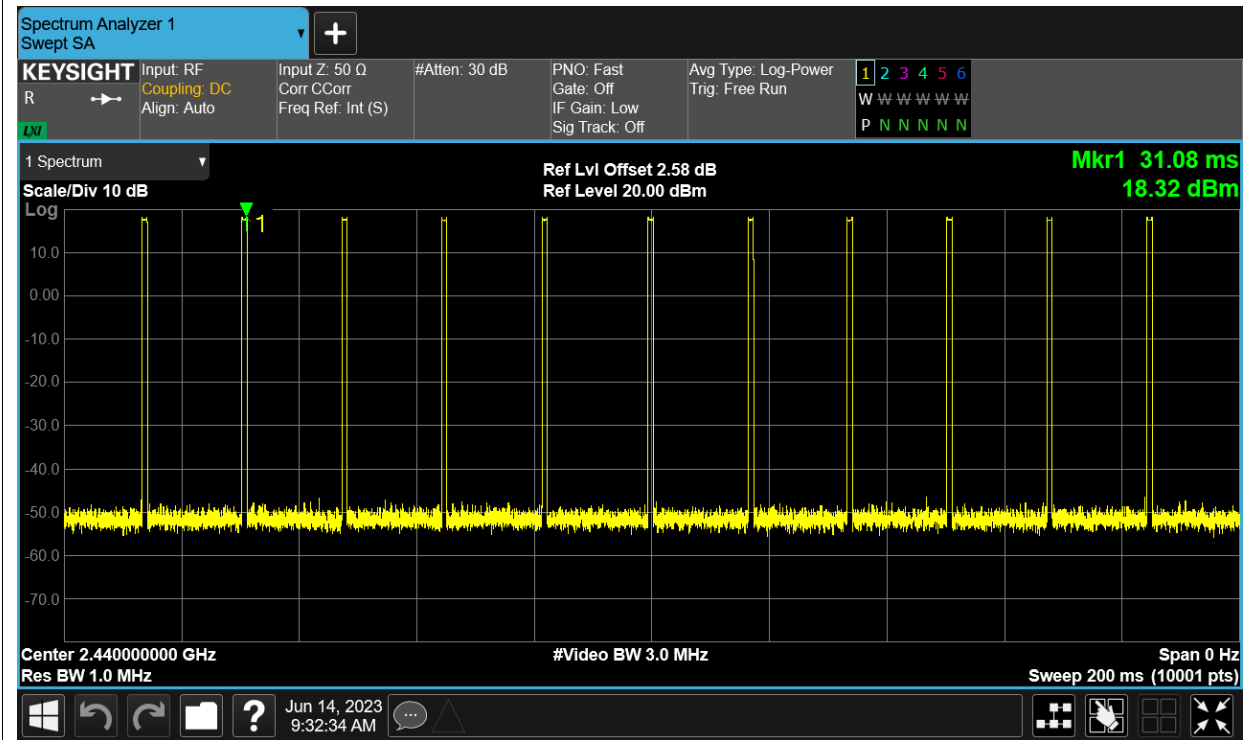 Spectrum Analyzer 1
Swept SA
KEYSIGHT
R
LXI
Input: RF
Coupling: DC
Align: Auto
Input Z: 50 Ω
Corr CCorr
Freq Ref: Int (S)
#Atten: 30 dB
PNO: Fast
Gate: Off
IF Gain: Low
Sig Track: Off
Avg Type: Log-Power
Trig: Free Run
1 2 3 4 5 6
W W W W W W
P N N N N N
1 Spectrum
Scale/Div 10 dB
Ref Lvl Offset 2.58 dB
Ref Level 20.00 dBm
Mkr1 31.08 ms
18.32 dBm
Log
1
10.0
0.00
-10.0
-20.0
-30.0
-40.0
-50.0
-60.0
-70.0
Center 2.440000000 GHz
Res BW 1.0 MHz
#Video BW 3.0 MHz
Span 0 Hz
Sweep 200 ms (10001 pts)
?
Jun 14, 2023
9:32:34 AM